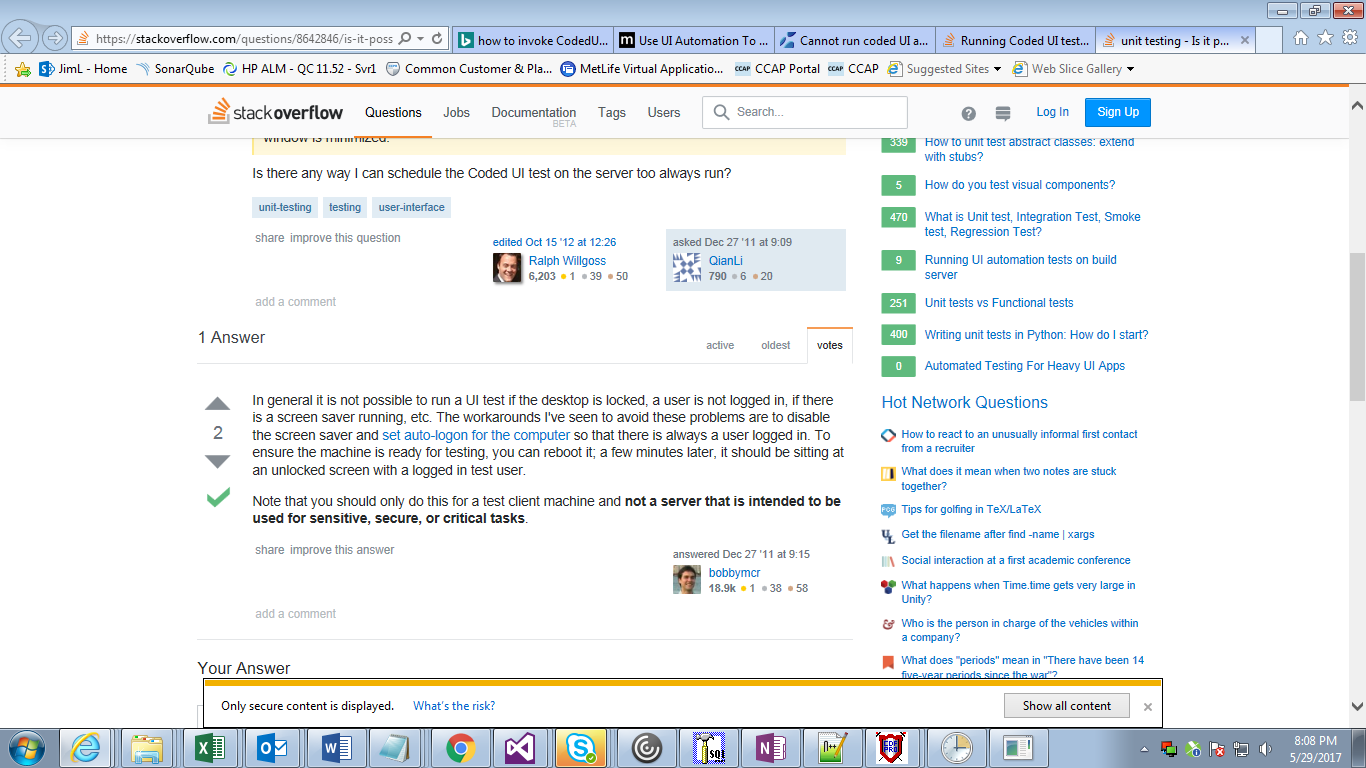 https://stackoverflow.com/questions/8642846/is-it-poss
how to invoke CodedU...
Use UI Automation To ...
Cannot run coded UI a...
Running Coded UI test...
unit testing - Is it p...
JimL - Home
SonarQube
HP ALM - QC 11.52 - Svr1
Common Customer & Pla...
MetLife Virtual Applicatio...
CCAP CCAP Portal
CCAP CCAP
Suggested Sites
Web Slice Gallery
stackoverflow
Questions
Jobs
Documentation
BETA
Tags
Users
Search...
Log In
Sign Up
window is minimized.
Is there any way I can schedule the Coded UI test on the server too always run?
unit-testing testing user-interface
share improve this question
edited Oct 15 '12 at 12:26
Ralph Willgoss
6,203 1 39 50
asked Dec 27 '11 at 9:09
QianLi
790 6 20
add a comment
1 Answer
active oldest votes
In general it is not possible to run a UI test if the desktop is locked, a user is not logged in, if there
is a screen saver running, etc. The workarounds I've seen to avoid these problems are to disable
the screen saver and set auto-logon for the computer so that there is always a user logged in. To
ensure the machine is ready for testing, you can reboot it; a few minutes later, it should be sitting at
an unlocked screen with a logged in test user.
2
Note that you should only do this for a test client machine and not a server that is intended to be
used for sensitive, secure, or critical tasks.
share improve this answer
answered Dec 27 '11 at 9:15
bobbymcr
18.9k 1 38 58
add a comment
Your Answer
339 How to unit test abstract classes: extend
with stubs?
5 How do you test visual components?
470 What is Unit test, Integration Test, Smoke
test, Regression Test?
9 Running UI automation tests on build
server
251 Unit tests vs Functional tests
400 Writing unit tests in Python: How do I start?
0 Automated Testing For Heavy UI Apps
Hot Network Questions
How to react to an unusually informal first contact
from a recruiter
What does it mean when two notes are stuck
together?
PCG Tips for golfing in TeX/LaTeX
Get the filename after find -name | xargs
Social interaction at a first academic conference
What happens when Time.time gets very large in
Unity?
Who is the person in charge of the vehicles within
a company?
What does "periods" mean in "There have been 14
five-year periods since the war"?
Only secure content is displayed. What's the risk?
Show all content
8:08 PM
5/29/2017